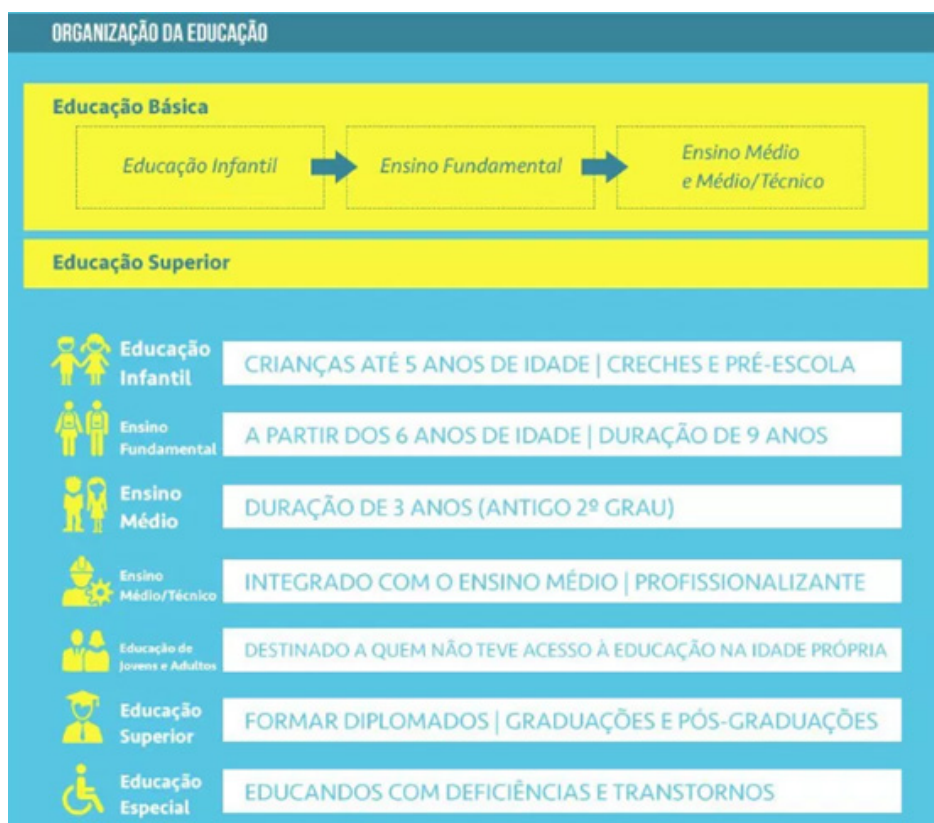 ORGANIZAÇÃO DA EDUCAÇÃO
Educação Básica
Educação Infantil
Ensino Fundamental
Ensino Médio
e Médio/Técnico
Educação Superior
Educação
Infantil
CRIANÇAS ATÉ 5 ANOS DE IDADE | CRECHES E PRÉ-ESCOLA
Ensino
Fundamental
A PARTIR DOS 6 ANOS DE IDADE | DURAÇÃO DE 9 ANOS
Ensino
Médio
DURAÇÃO DE 3 ANOS (ANTIGO 2º GRAU)
Ensino
Médio/Técnico
INTEGRADO COM O ENSINO MÉDIO | PROFISSIONALIZANTE
Educação de
Jovens e Adultos
DESTINADO A QUEM NÃO TEVE ACESSO À EDUCAÇÃO NA IDADE PRÓPRIA
Educação
Superior
FORMAR DIPLOMADOS | GRADUAÇÕES E PÓS-GRADUAÇÕES
Educação
Especial
EDUCANDOS COM DEFICIÊNCIAS E TRANSTORNOS